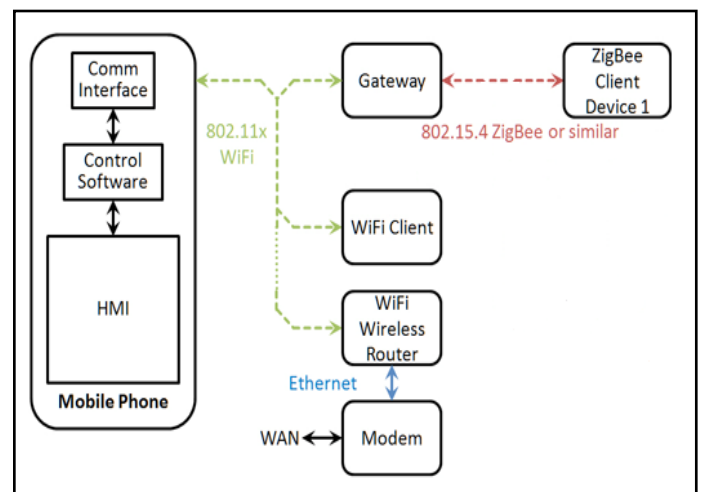 Comm
Interface
Control
Software
HMI
Mobile Phone
802.11x
WiFi
Gateway
802.15.4 ZigBee or similar
ZigBee
Client
Device 1
WiFi Client
WiFi
Wireless
Router
Ethernet
WAN
Modem